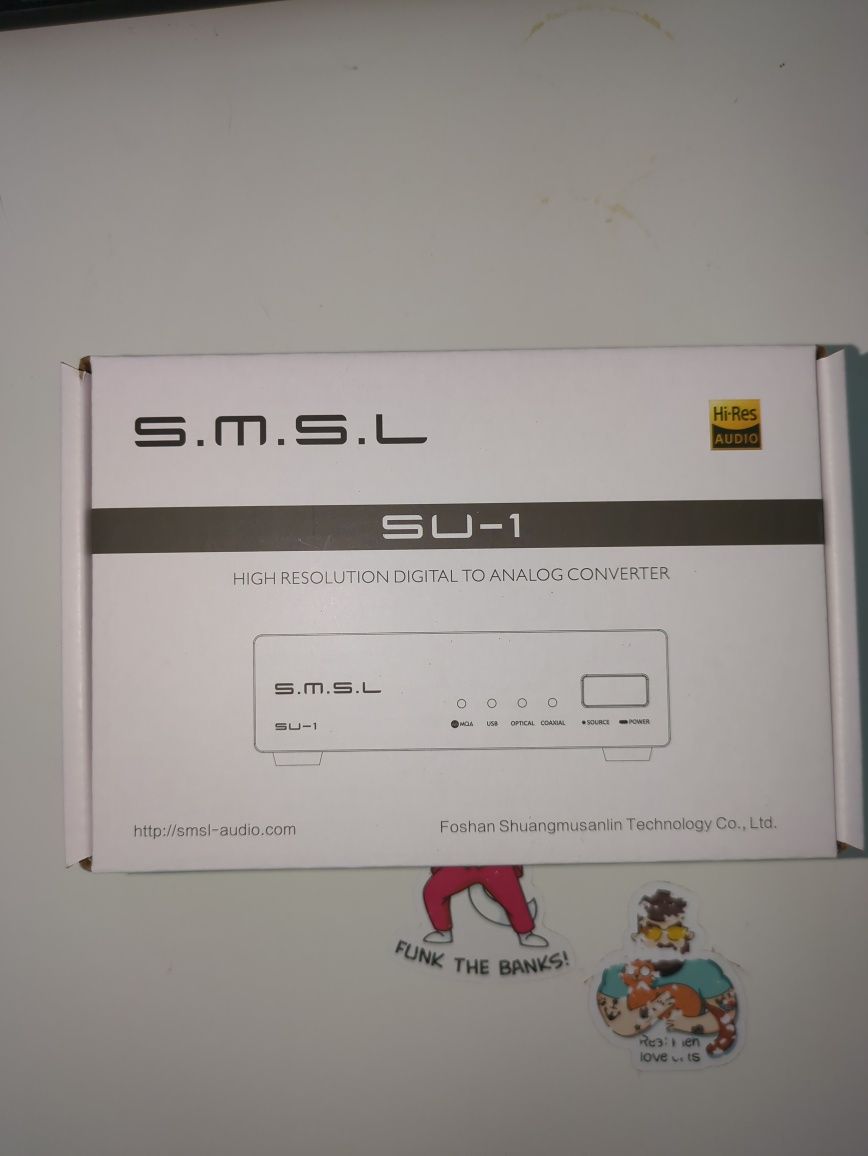 S.M.S.L
Hi-Res
AUDIO
SU-1
HIGH RESOLUTION DIGITAL TO ANALOG CONVERTER
S.M.S.L
SU-1
MQA USB OPTICAL COAXIAL SOURCE POWER
http://smsl-audio.com
Foshan Shuangmusanlin Technology Co., Ltd.
FUNK THE BANKS!
love